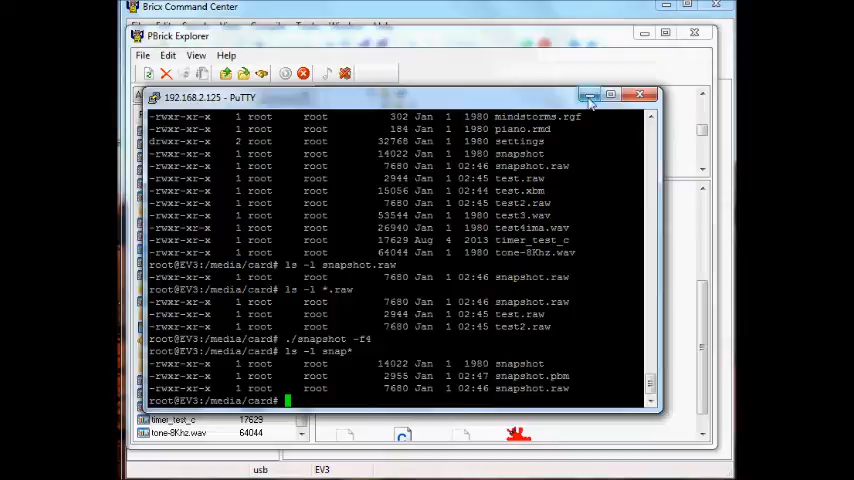 Bricx Command Center
PBrick Explorer
File Edit View Help
192.168.2.125 - PuTTY
-rwxr-xr-x 1 root root 302 Jan 1 1980 mindstorms.rgf
-rwxr-xr-x 1 root root 184 Jan 1 1980 piano.rmd
drwxr-xr-x 2 root root 32768 Jan 1 1980 settings
-rwxr-xr-x 1 root root 14022 Jan 1 1980 snapshot
-rwxr-xr-x 1 root root 7680 Jan 1 02:46 snapshot.raw
-rwxr-xr-x 1 root root 2944 Jan 1 02:45 test.raw
-rwxr-xr-x 1 root root 15056 Jan 1 02:44 test.xbm
-rwxr-xr-x 1 root root 7680 Jan 1 02:45 test2.raw
-rwxr-xr-x 1 root root 53544 Jan 1 1980 test3.wav
-rwxr-xr-x 1 root root 26940 Jan 1 1980 test4ima.wav
-rwxr-xr-x 1 root root 17629 Aug 4 2013 timer_test_c
-rwxr-xr-x 1 root root 64044 Jan 1 1980 tone-8Khz.wav
root@EV3:/media/card# ls -l snapshot.raw
-rwxr-xr-x 1 root root 7680 Jan 1 02:46 snapshot.raw
root@EV3:/media/card# ls -l *.raw
-rwxr-xr-x 1 root root 7680 Jan 1 02:46 snapshot.raw
-rwxr-xr-x 1 root root 2944 Jan 1 02:45 test.raw
-rwxr-xr-x 1 root root 7680 Jan 1 02:45 test2.raw
root@EV3:/media/card# ./snapshot -f4
root@EV3:/media/card# ls -l snap*
-rwxr-xr-x 1 root root 14022 Jan 1 1980 snapshot
-rwxr-xr-x 1 root root 2955 Jan 1 02:47 snapshot.pbm
-rwxr-xr-x 1 root root 7680 Jan 1 02:46 snapshot.raw
root@EV3:/media/card#
timer_test_c 17629
tone-8Khz.wav 64044
usb EV3